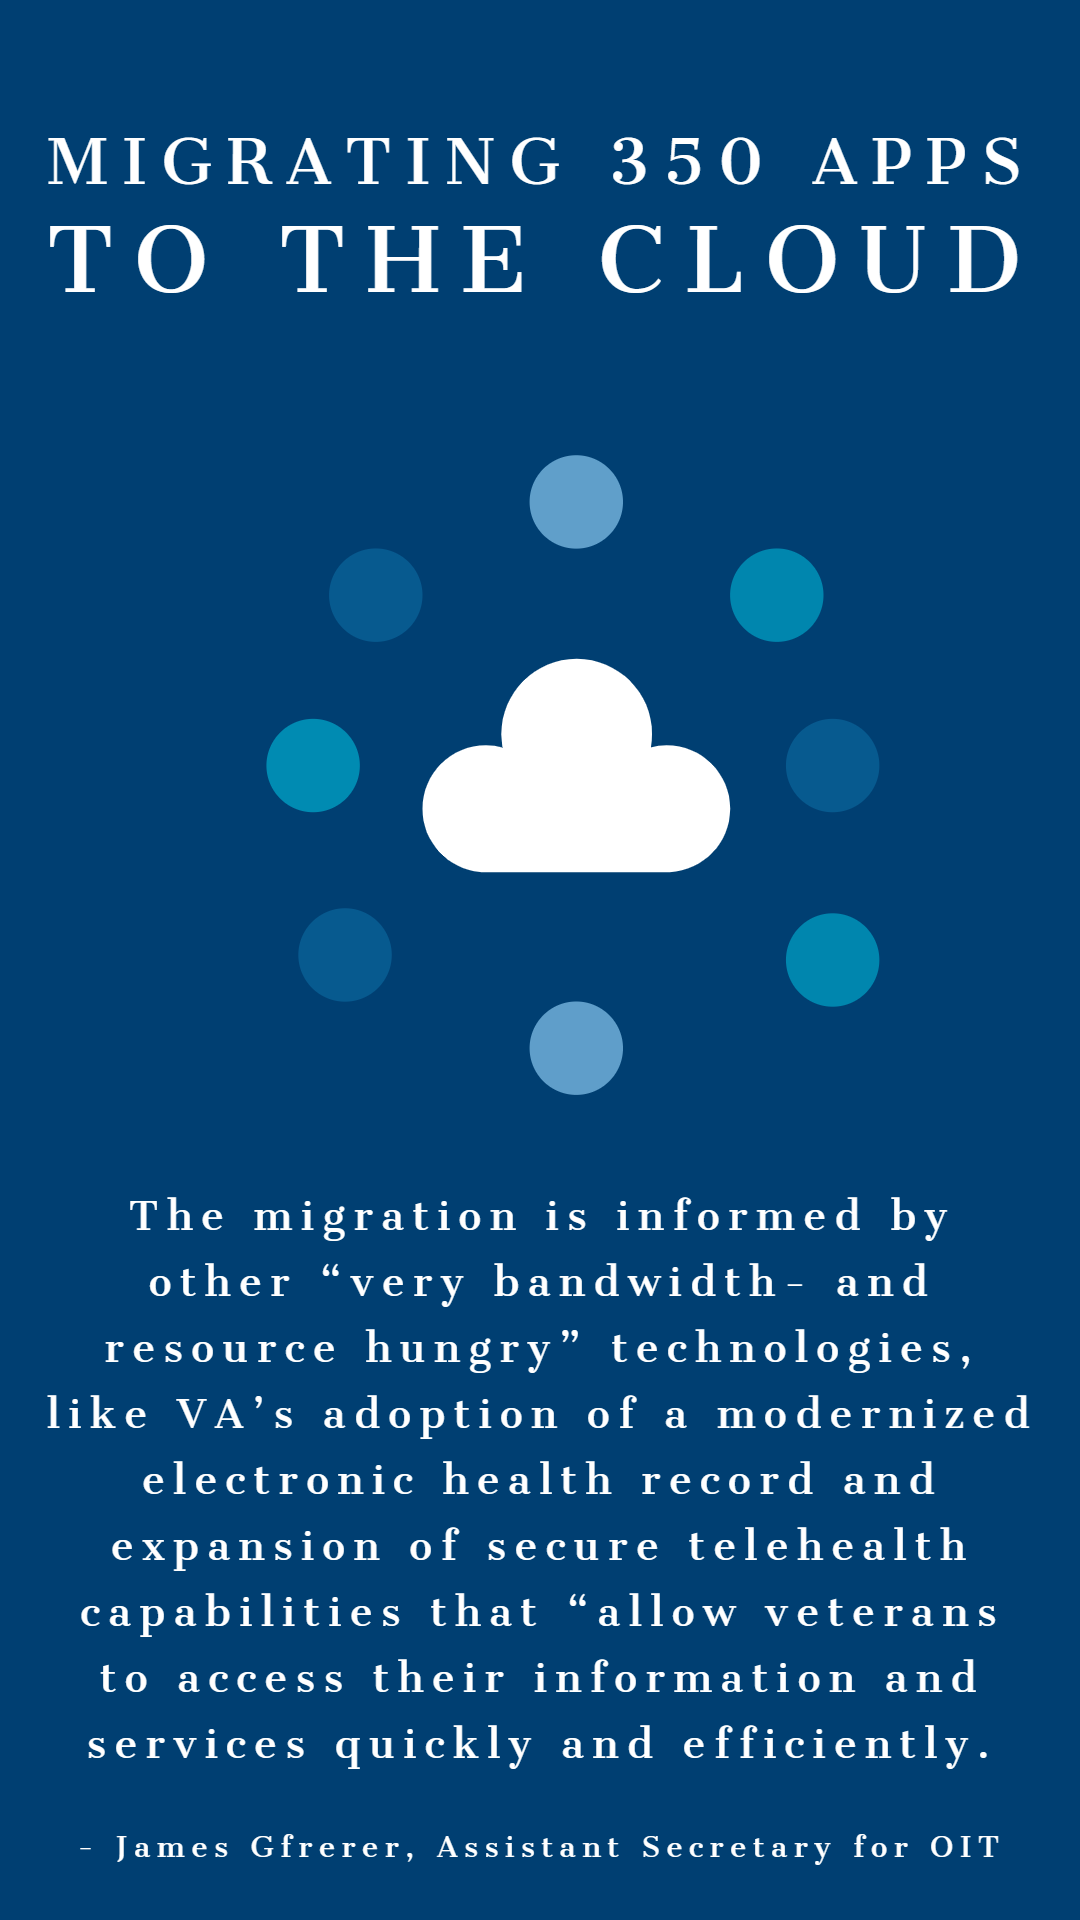 MIGRATING 350 APPS
TO THE CLOUD
The migration is informed by
other “very bandwidth- and
resource hungry” technologies,
like VA’s adoption of a modernized
electronic health record and
expansion of secure telehealth
capabilities that “allow veterans
to access their information and
services quickly and efficiently.
- James Gfrerer, Assistant Secretary for OIT